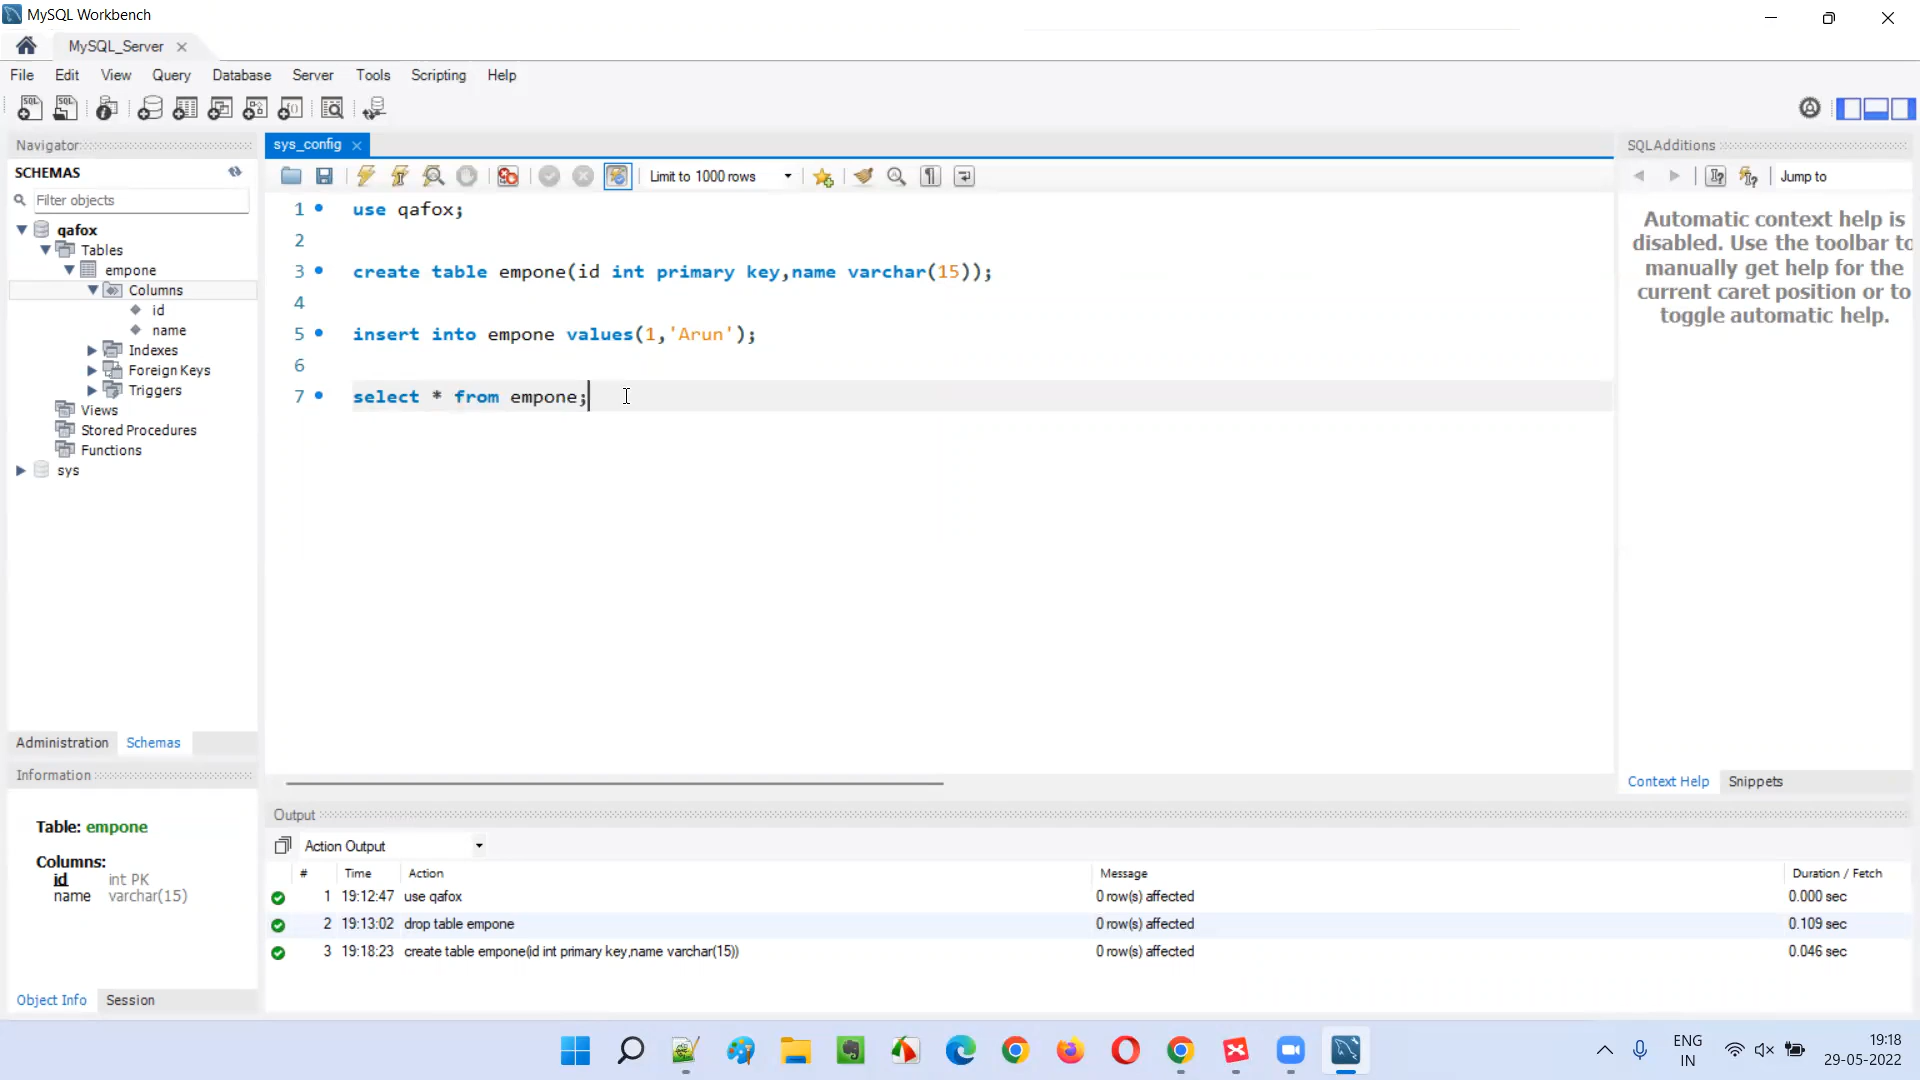 MySQL Workbench
MySQL_Server
File Edit View Query Database Server Tools Scripting Help
Navigator
SCHEMAS
Filter objects
qafox
Tables
empone
Columns
id
name
Indexes
Foreign Keys
Triggers
Views
Stored Procedures
Functions
sys
Administration Schemas
Information
Table: empone
Columns:
id int PK
name varchar(15)
Object Info Session
sys_config
Limit to 1000 rows
1 use qafox;
2
3 create table empone(id int primary key,name varchar(15));
4
5 insert into empone values(1,'Arun');
6
7 select * from empone;
SQLAdditions
Jump to
Automatic context help is
disabled. Use the toolbar to
manually get help for the
current caret position or to
toggle automatic help.
Context Help Snippets
Output
Action Output
# Time Action Message Duration / Fetch
1 19:12:47 use qafox 0 row(s) affected 0.000 sec
2 19:13:02 drop table empone 0 row(s) affected 0.109 sec
3 19:18:23 create table empone(id int primary key,name varchar(15)) 0 row(s) affected 0.046 sec
ENG
IN
19:18
29-05-2022